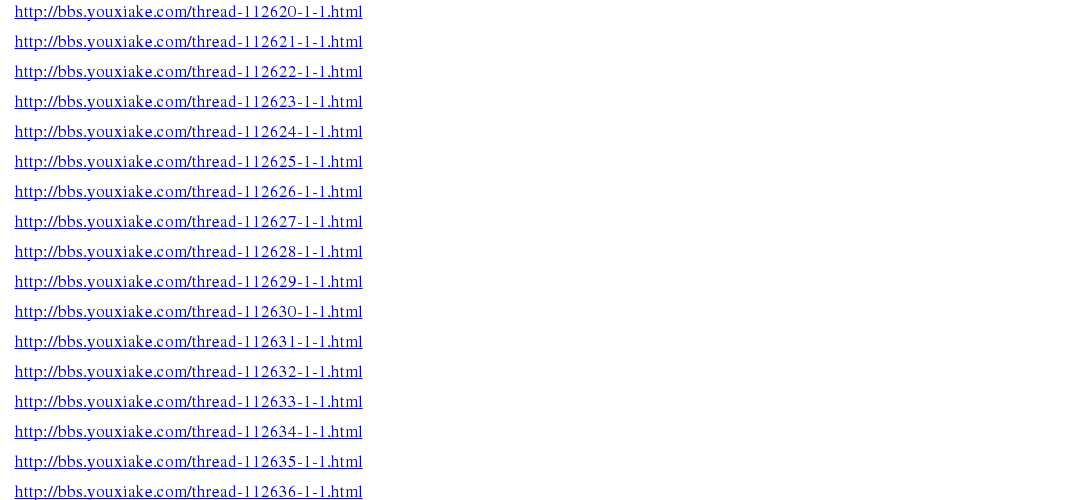 http://bbs.youxiake.com/thread-112620-1-1.html
http://bbs.youxiake.com/thread-112621-1-1.html
http://bbs.youxiake.com/thread-112622-1-1.html
http://bbs.youxiake.com/thread-112623-1-1.html
http://bbs.youxiake.com/thread-112624-1-1.html
http://bbs.youxiake.com/thread-112625-1-1.html
http://bbs.youxiake.com/thread-112626-1-1.html
http://bbs.youxiake.com/thread-112627-1-1.html
http://bbs.youxiake.com/thread-112628-1-1.html
http://bbs.youxiake.com/thread-112629-1-1.html
http://bbs.youxiake.com/thread-112630-1-1.html
http://bbs.youxiake.com/thread-112631-1-1.html
http://bbs.youxiake.com/thread-112632-1-1.html
http://bbs.youxiake.com/thread-112633-1-1.html
http://bbs.youxiake.com/thread-112634-1-1.html
http://bbs.youxiake.com/thread-112635-1-1.html
http://bbs.youxiake.com/thread-112636-1-1.html